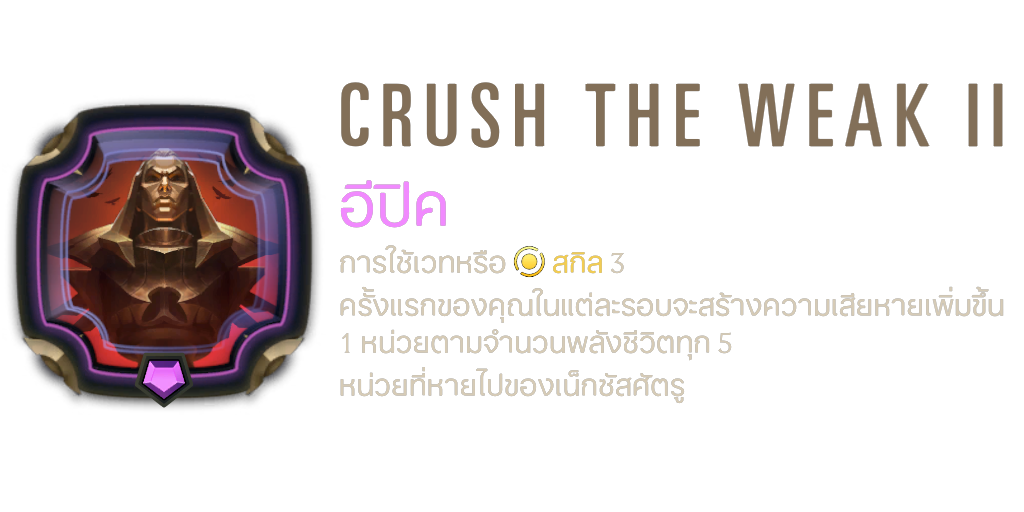 CRUSH THE WEAK II
อีปิค
การใช้เวทหรือ สกิล 3
ครั้งแรกของคุณในแต่ละรอบจะสร้างความเสียหายเพิ่มขึ้น
1 หน่วยตามจำนวนพลังชีวิตทุก 5
หน่วยที่หายไปของเน็กซัสศัตรู